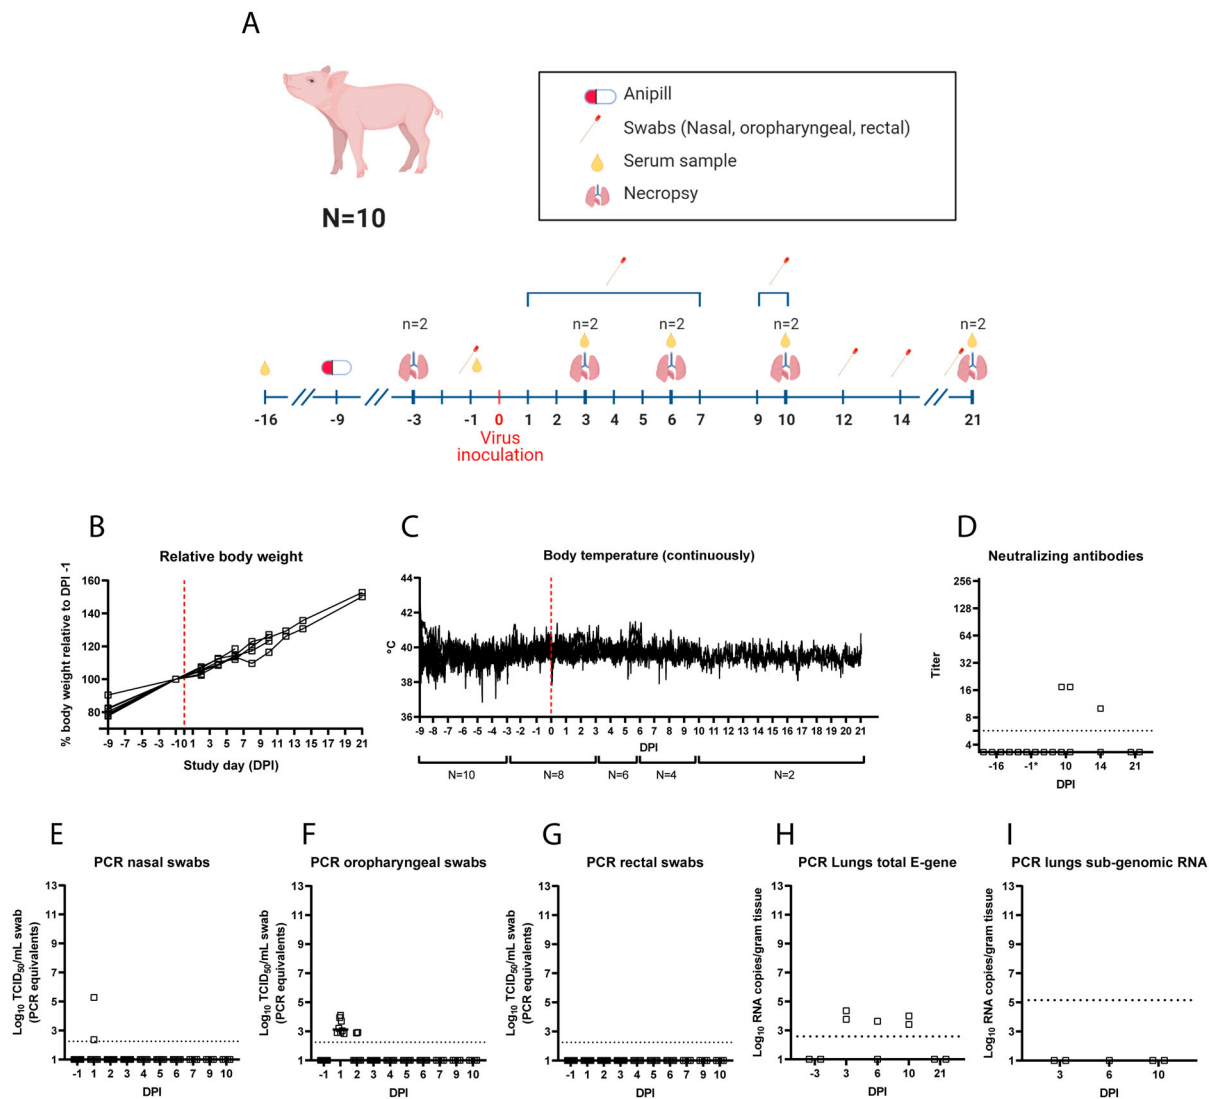 A
Anipill
Swabs (Nasal, oropharyngeal, rectal)
Serum sample
Necropsy
N=10
n=2 n=2 n=2 n=2 n=2
-16 -9 -3 -1 0 1 2 3 4 5 6 7 9 10 12 14 21
Virus
inoculation
B
Relative body weight
% body weight relative to DPI -1
160
140
120
100
80
-9 -7 -5 -3 -1 0 1 3 5 7 9 11 13 15 17 19 21
Study day (DPI)
C
Body temperature (continuously)
°C
44
42
40
38
36
-9 -8 -7 -6 -5 -4 -3 -2 -1 0 1 2 3 4 5 6 7 8 9 10 11 12 13 14 15 16 17 18 19 20 21
DPI
N=10 N=8 N=6 N=4 N=2
D
Neutralizing antibodies
Titer
256
128
64
32
16
8
4
-16 -1* 10 14 21
DPI
E
PCR nasal swabs
Log10 TCID50/mL swab
(PCR equivalents)
13
11
9
7
5
3
1
-1 1 2 3 4 5 6 7 9 10
DPI
F
PCR oropharyngeal swabs
Log10 TCID50/mL swab
(PCR equivalents)
13
11
9
7
5
3
1
-1 1 2 3 4 5 6 7 9 10
DPI
G
PCR rectal swabs
Log10 TCID50/mL swab
(PCR equivalents)
13
11
9
7
5
3
1
-1 1 2 3 4 5 6 7 9 10
DPI
H
PCR Lungs total E-gene
Log10 RNA copies/gram tissue
13
11
9
7
5
3
1
-3 3 6 10 21
DPI
I
PCR lungs sub-genomic RNA
Log10 RNA copies/gram tissue
13
11
9
7
5
3
1
3 6 10
DPI